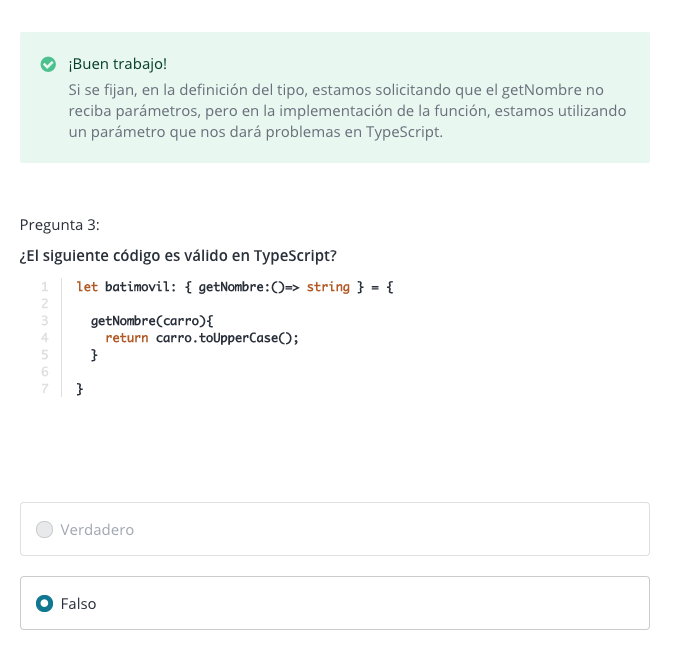 ¡Buen trabajo!
Si se fijan, en la definición del tipo, estamos solicitando que el getNombre no
reciba parámetros, pero en la implementación de la función, estamos utilizando
un parámetro que nos dará problemas en TypeScript.
Pregunta 3:
¿El siguiente código es válido en TypeScript?
1 let batimovil: { getNombre:()=> string } = {
2
3 getNombre(carro){
4 return carro.toUpperCase();
5 }
6
7 }
Verdadero
Falso